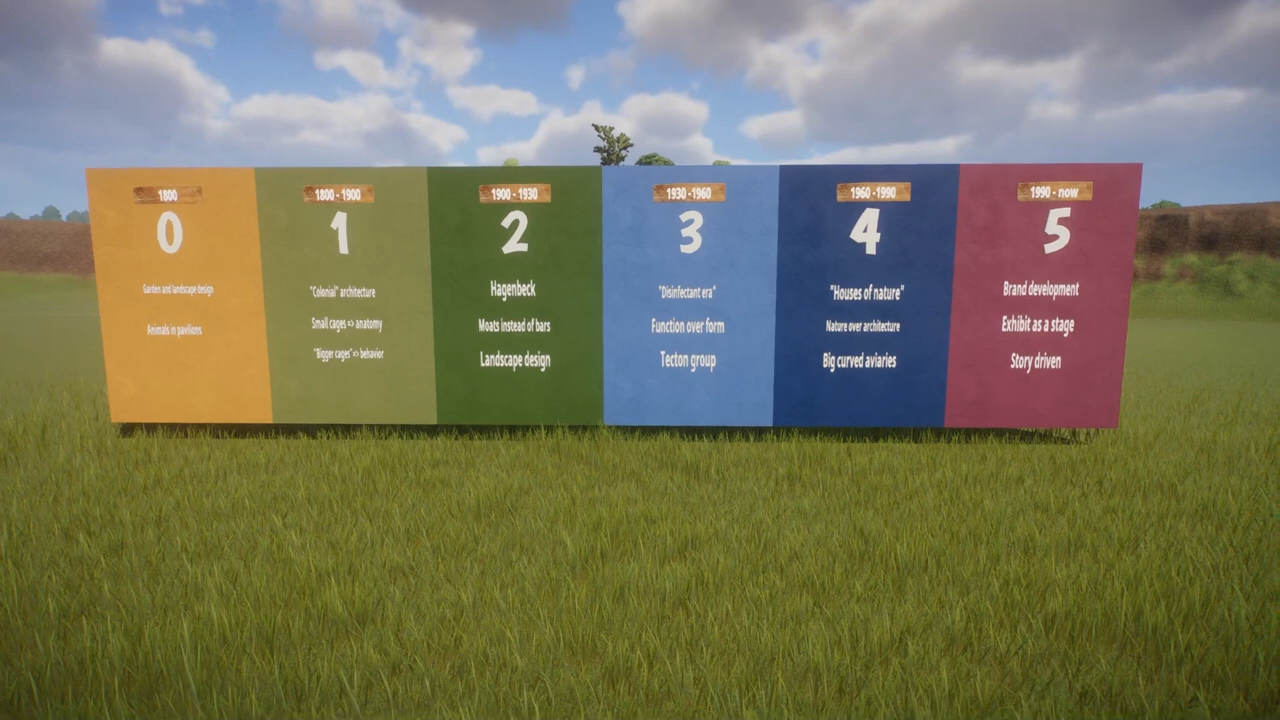 1800
0
Garden and landscape design
Animals in pavilions
1800 - 1900
1
"Colonial" architecture
Small cages => anatomy
"Bigger cages" => behavior
1900 - 1930
2
Hagenbeck
Moats instead of bars
Landscape design
1930 -1960
3
"Disinfectant era"
Function over form
Tecton group
1960 -1990
4
"Houses of nature"
Nature over architecture
Big curved aviaries
1990 - now
5
Brand development
Exhibit as a stage
Story driven